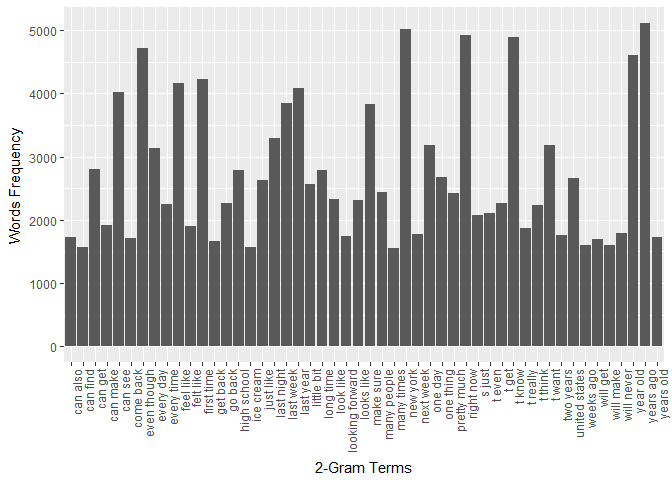 5000
4000
3000
2000
1000
0
Words Frequency
can also
can find
can get
can make
can see
come back
even though
every day
every time
feel like
felt like
first time
get back
go back
high school
ice cream
just like
last night
last week
last year
little bit
long time
look like
looking forward
looks like
make sure
many people
many times
new york
next week
one day
one thing
pretty much
right now
s just
t even
t get
t know
t really
t think
t want
two years
united states
weeks ago
will get
will make
will never
year old
years ago
years old
2-Gram Terms